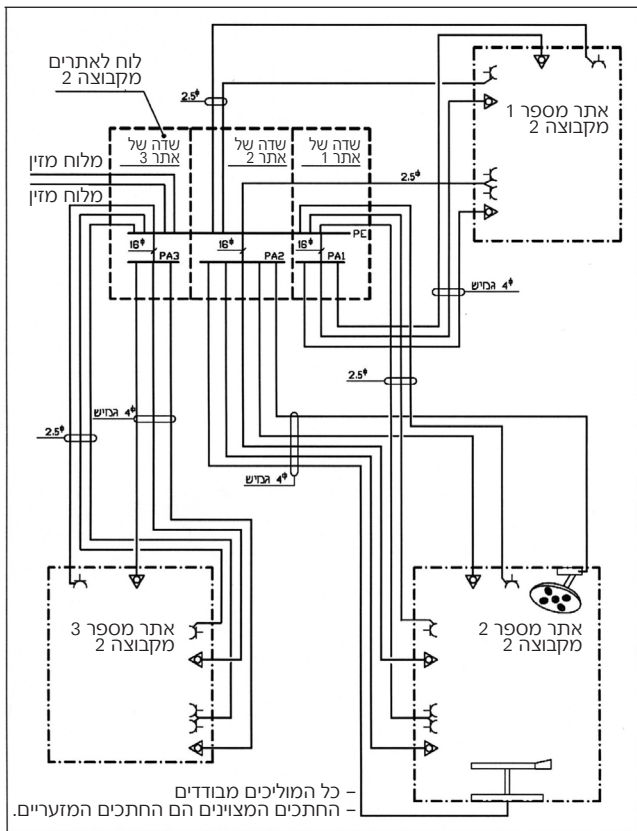 לוח לאתרים
מקבוצה 2
2.5⌽
אתר מספר 1
מקבוצה 2
שדה של
אתר 3
שדה של
אתר 2
שדה של
אתר 1
מלוח מזין
מלוח מזין
2.5⌽
PE
16⌽
16⌽
16⌽
PA3
PA2
PA1
4⌽ גמיש
2.5⌽
4⌽ גמיש
2.5⌽
4⌽ גמיש
אתר מספר 3
מקבוצה 2
אתר מספר 2
מקבוצה 2
– כל המוליכים מבודדים
– החתכים המצוינים הם החתכים המזעריים.